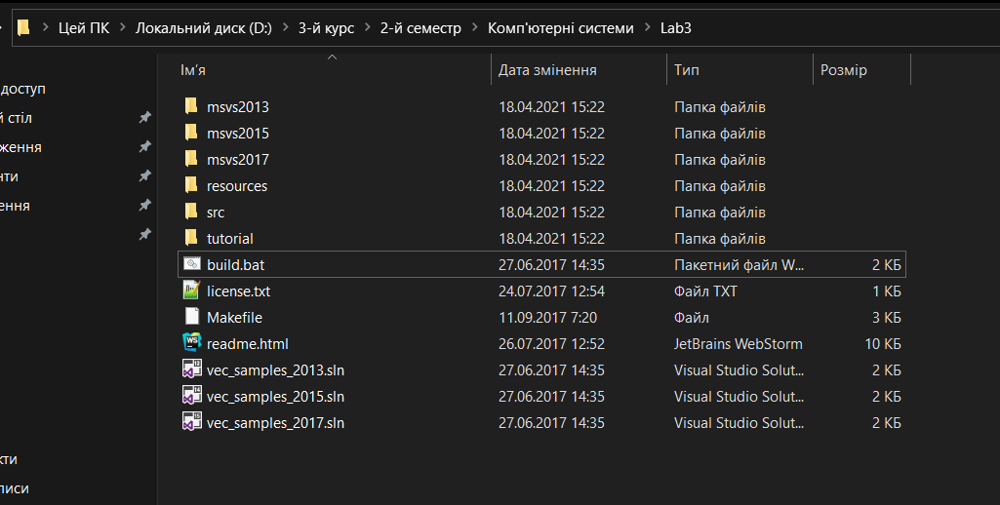 Цей ПК > Локальний диск (D:) > 3-й курс > 2-й семестр > Комп'ютерні системи > Lab3
Ім'я Дата змінення Тип Розмір
доступ
й стіл
ження
нти
ення
msvs2013 18.04.2021 15:22 Папка файлів
msvs2015 18.04.2021 15:22 Папка файлів
msvs2017 18.04.2021 15:22 Папка файлів
resources 18.04.2021 15:22 Папка файлів
src 18.04.2021 15:22 Папка файлів
tutorial 18.04.2021 15:22 Папка файлів
build.bat 27.06.2017 14:35 Пакетний файл W... 2 КБ
license.txt 24.07.2017 12:54 Файл TXT 1 КБ
Makefile 11.09.2017 7:20 Файл 3 КБ
readme.html 26.07.2017 12:52 JetBrains WebStorm 10 КБ
vec_samples_2013.sln 27.06.2017 14:35 Visual Studio Solut... 2 КБ
vec_samples_2015.sln 27.06.2017 14:35 Visual Studio Solut... 2 КБ
vec_samples_2017.sln 27.06.2017 14:35 Visual Studio Solut... 2 КБ
кти
писи